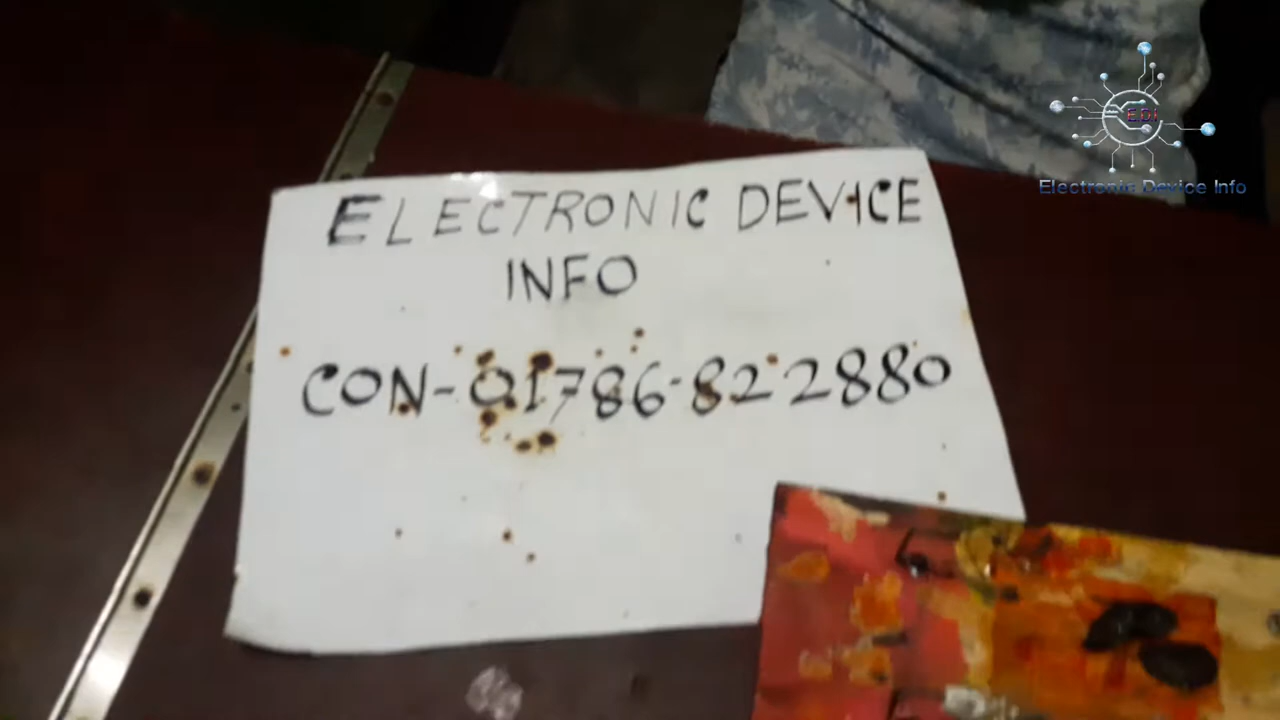 ELECTRONIC DEVICE
INFO
CON-01786-822880
EDI
Electronic Device Info